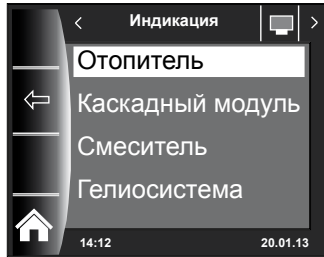 Индикация
Отопитель
Каскадный модуль
Смеситель
Гелиосистема
14:12 20.01.13